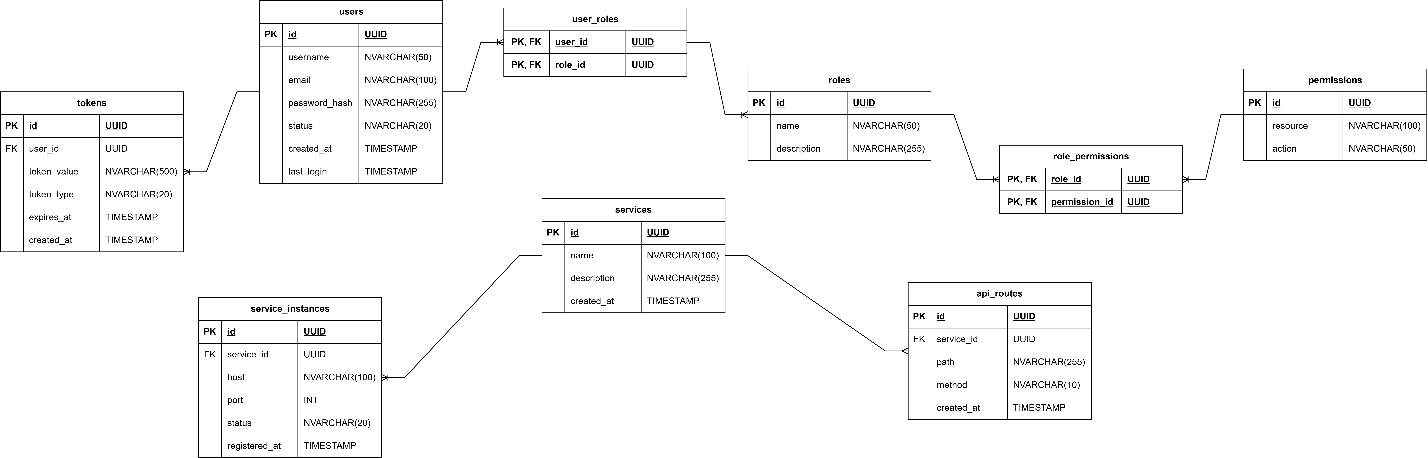 users
PK id UUID
username NVARCHAR(50)
email NVARCHAR(100)
password_hash NVARCHAR(255)
status NVARCHAR(20)
created_at TIMESTAMP
last_login TIMESTAMP
user_roles
PK, FK user_id UUID
PK, FK role_id UUID
roles
PK id UUID
name NVARCHAR(50)
description NVARCHAR(255)
permissions
PK id UUID
resource NVARCHAR(100)
action NVARCHAR(50)
tokens
PK id UUID
FK user_id UUID
token_value NVARCHAR(500)
token_type NVARCHAR(20)
expires_at TIMESTAMP
created_at TIMESTAMP
role_permissions
PK, FK role_id UUID
PK, FK permission_id UUID
services
PK id UUID
name NVARCHAR(100)
description NVARCHAR(255)
created_at TIMESTAMP
service_instances
PK id UUID
FK service_id UUID
host NVARCHAR(100)
port INT
status NVARCHAR(20)
registered_at TIMESTAMP
api_routes
PK id UUID
FK service_id UUID
path NVARCHAR(255)
method NVARCHAR(10)
created_at TIMESTAMP